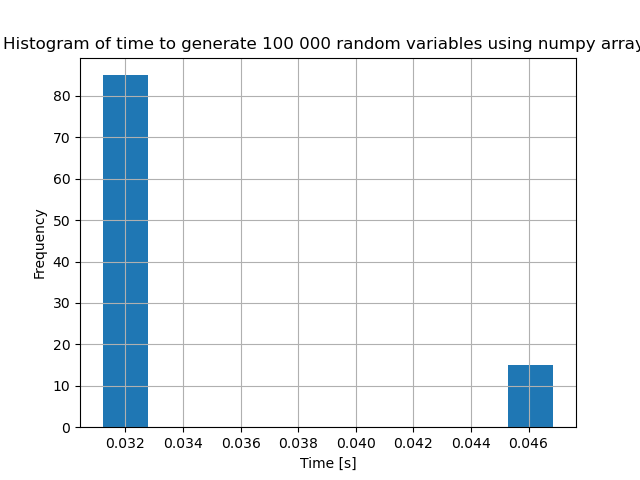 Histogram of time to generate 100 000 random variables using numpy array
80
70
60
50
40
30
20
10
0
Frequency
0.032 0.034 0.036 0.038 0.040 0.042 0.044 0.046
Time [s]